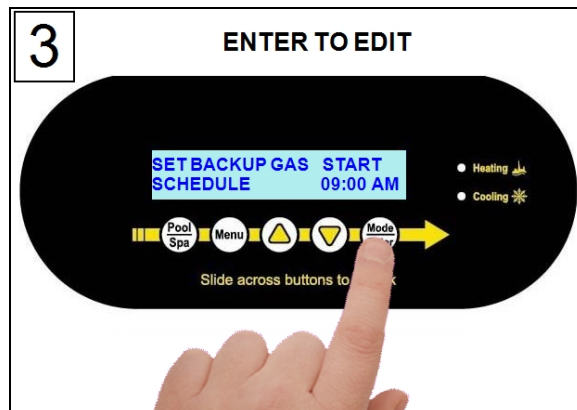 3
ENTER TO EDIT
SET BACKUP GAS START
SCHEDULE 09:00 AM
Heating
Cooling
Pool
Spa
Menu
Mode
Slide across buttons to